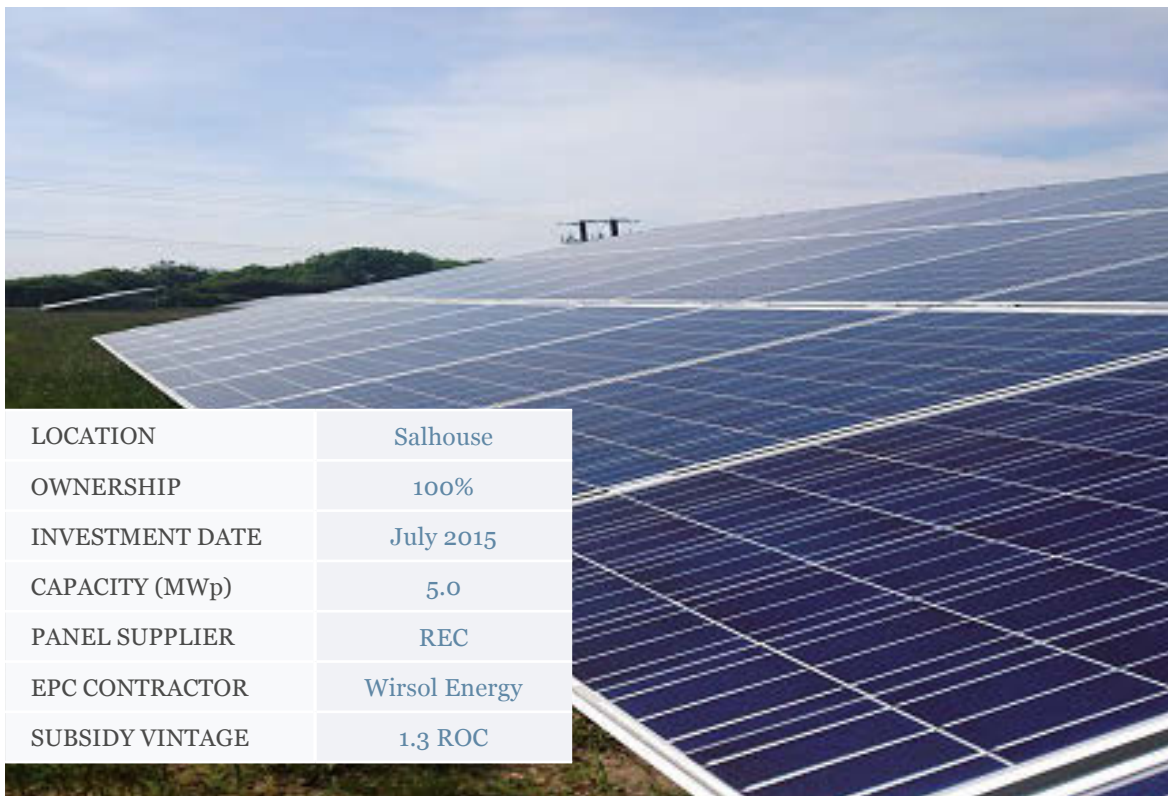 LOCATION Salhouse
OWNERSHIP 100%
INVESTMENT DATE July 2015
CAPACITY (MWp) 5.0
PANEL SUPPLIER REC
EPC CONTRACTOR Wirsol Energy
SUBSIDY VINTAGE 1.3 ROC